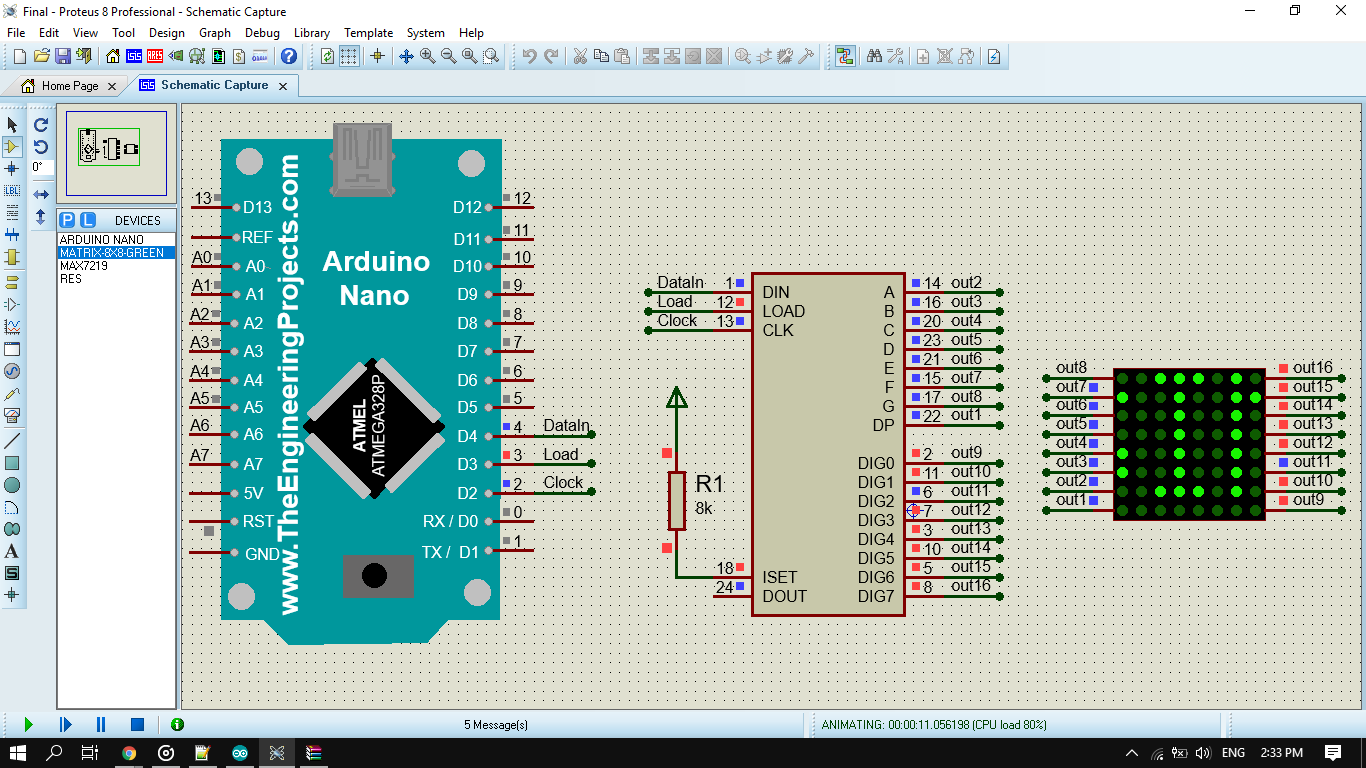 Final - Proteus 8 Professional - Schematic Capture
File Edit View Tool Design Graph Debug Library Template System Help
Home Page
Schematic Capture
0°
LBL
P L DEVICES
ARDUINO NANO
MATRIX-8X8-GREEN
MAX7219
RES
A
S
www.TheEngineeringProjects.com
Arduino
Nano
ATMEL
ATMEGA328P
13 D13
REF
A0 A0
A1 A1
A2 A2
A3 A3
A4 A4
A5 A5
A6 A6
A7 A7
5V
RST
GND
D12 12
D11 11
D10 10
D9 9
D8 8
D7 7
D6 6
D5 5
D4 4 DataIn
D3 3 Load
D2 2 Clock
RX / D0 0
TX / D1 1
R1
8k
DataIn 1 DIN
Load 12 LOAD
Clock 13 CLK
18 ISET
24 DOUT
A 14 out2
B 16 out3
C 20 out4
D 23 out5
E 21 out6
F 15 out7
G 17 out8
DP 22 out1
DIG0 2 out9
DIG1 11 out10
DIG2 6 out11
DIG3 7 out12
DIG4 3 out13
DIG5 10 out14
DIG6 5 out15
DIG7 8 out16
out8 out16
out7 out15
out6 out14
out5 out13
out4 out12
out3 out11
out2 out10
out1 out9
5 Message(s)
ANIMATING: 00:00:11.056198 (CPU load 80%)
ENG 2:33 PM